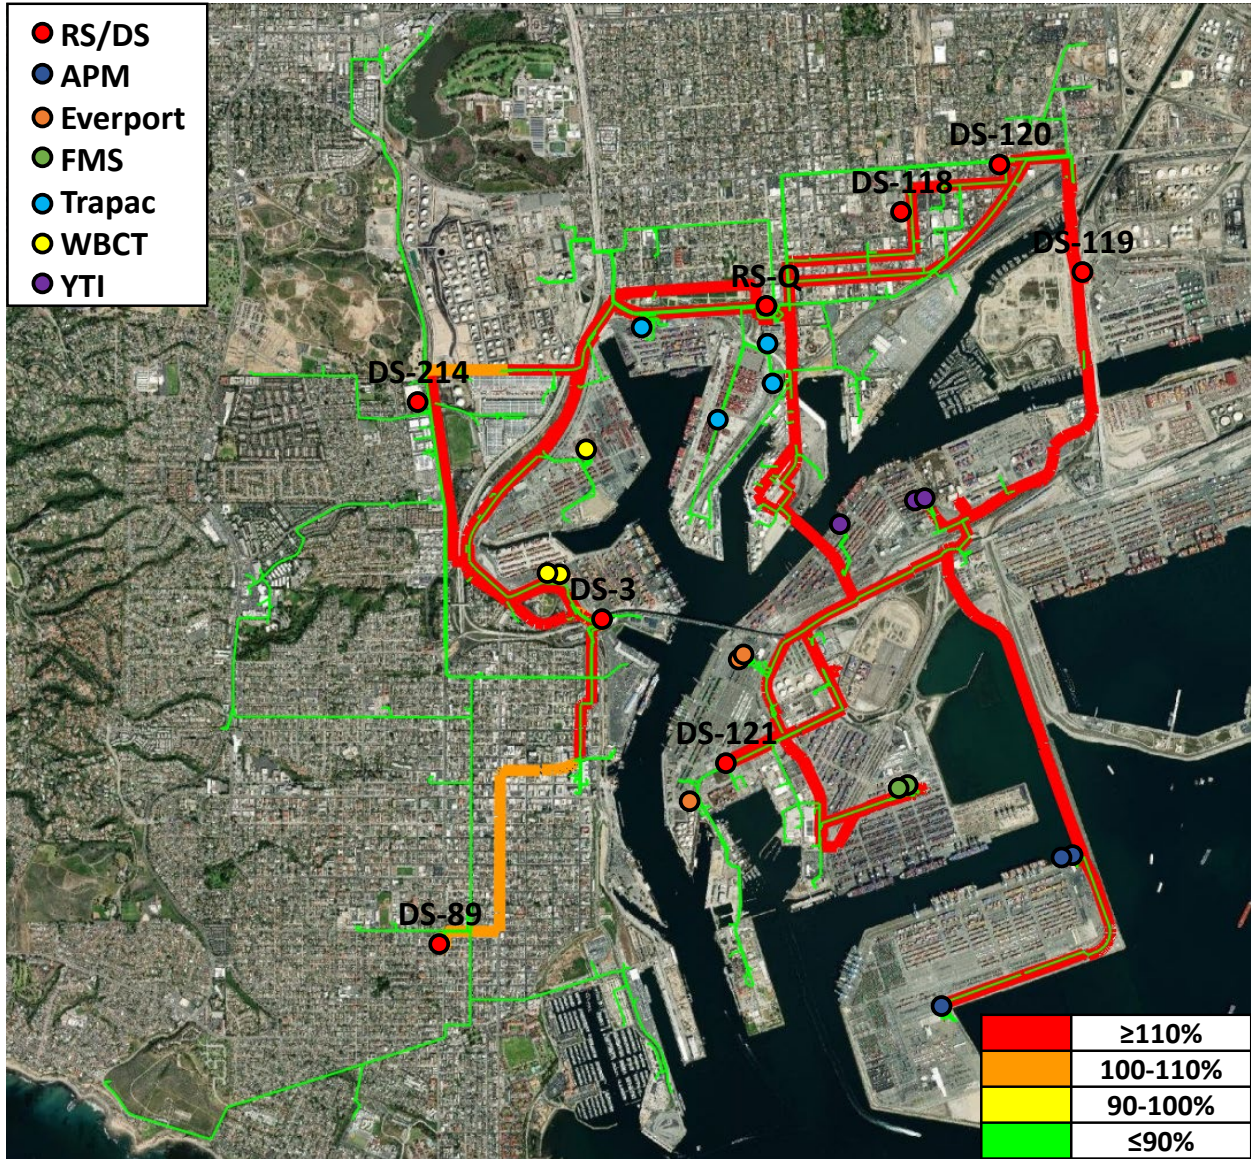 RS/DS
APM
Everport
FMS
Trapac
WBCT
YTI
DS-120
DS-118
DS-119
RS-Q
DS-214
DS-3
DS-121
DS-89
≥110%
100-110%
90-100%
≤90%